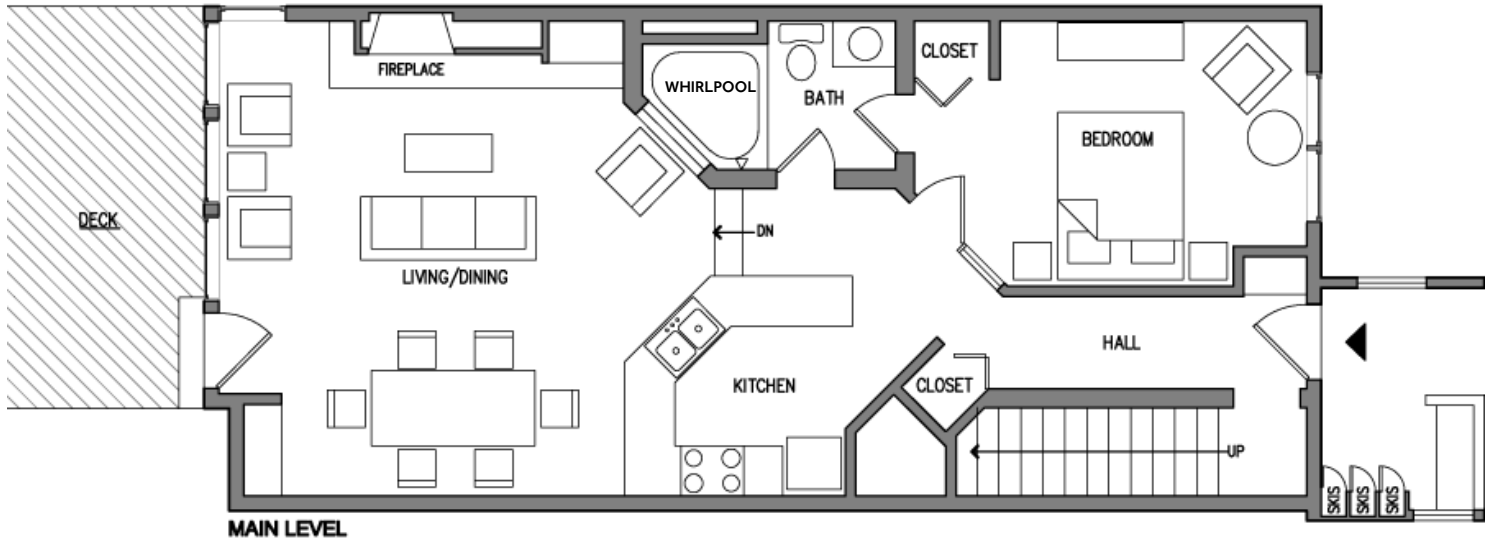 CLOSET
FIREPLACE
WHIRLPOOL
BATH
BEDROOM
DECK
DN
LIVING/DINING
HALL
KITCHEN
CLOSET
UP
SKIS
SKIS
SKIS
MAIN LEVEL